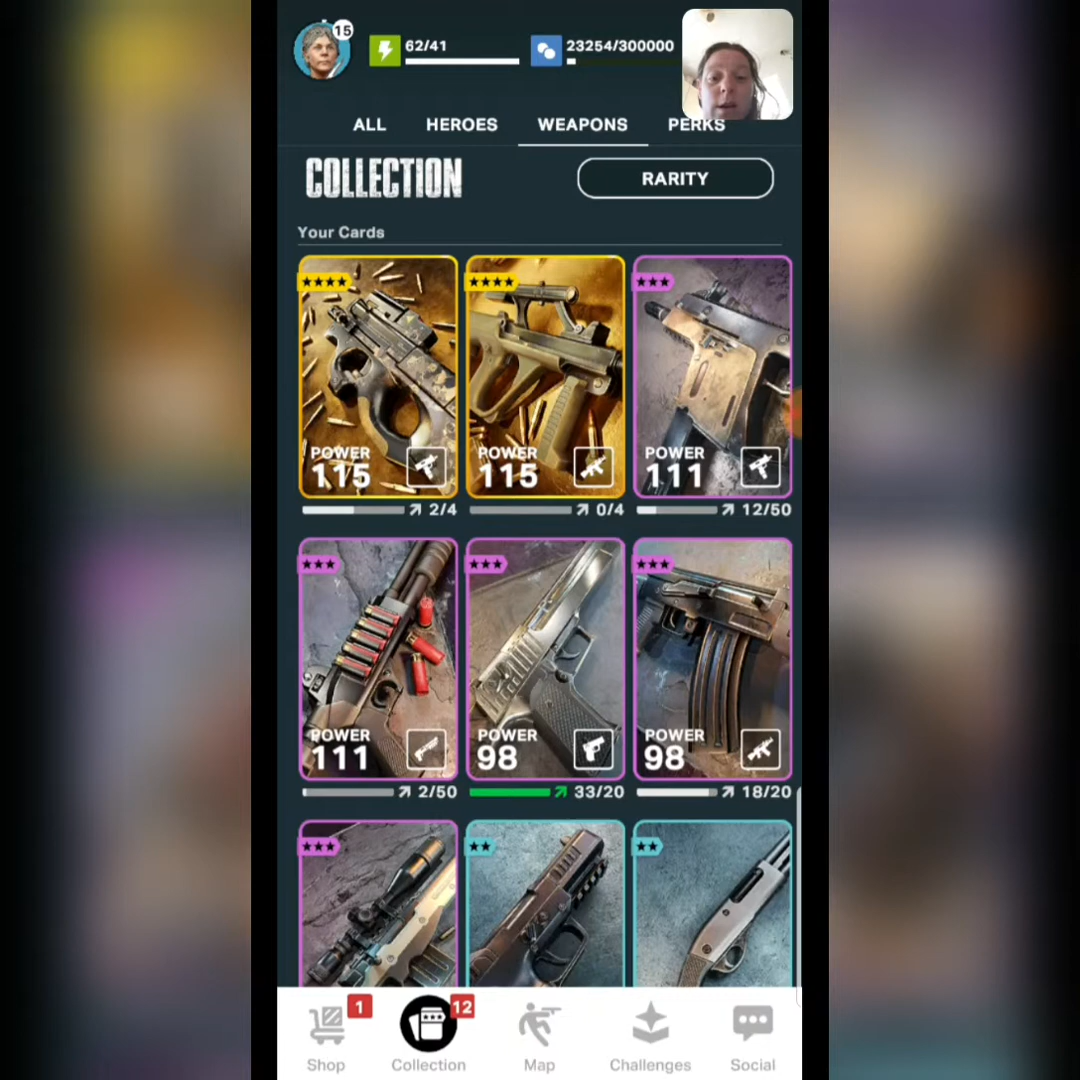 15
62/41
23254/300000
ALL HEROES WEAPONS PERKS
COLLECTION
RARITY
Your Cards
POWER
115
POWER
115
POWER
111
2/4
0/4
12/50
POWER
111
POWER
98
POWER
98
2/50
33/20
18/20
1
12
Shop Collection Map Challenges Social